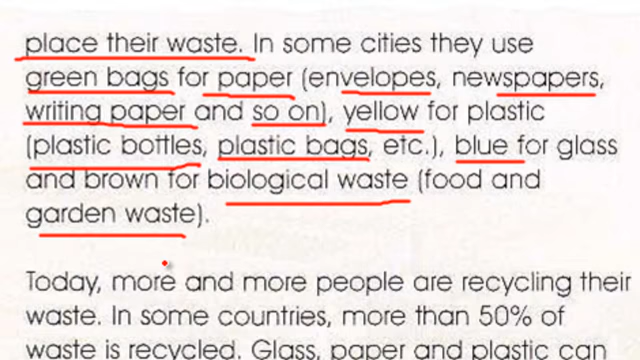 place their waste. In some cities they use
green bags for paper (envelopes, newspapers,
writing paper and so on), yellow for plastic
(plastic bottles, plastic bags, etc.), blue for glass
and brown for biological waste (food and
garden waste).
Today, more and more people are recycling their
waste. In some countries, more than 50% of
waste is recycled. Glass, paper and plastic can